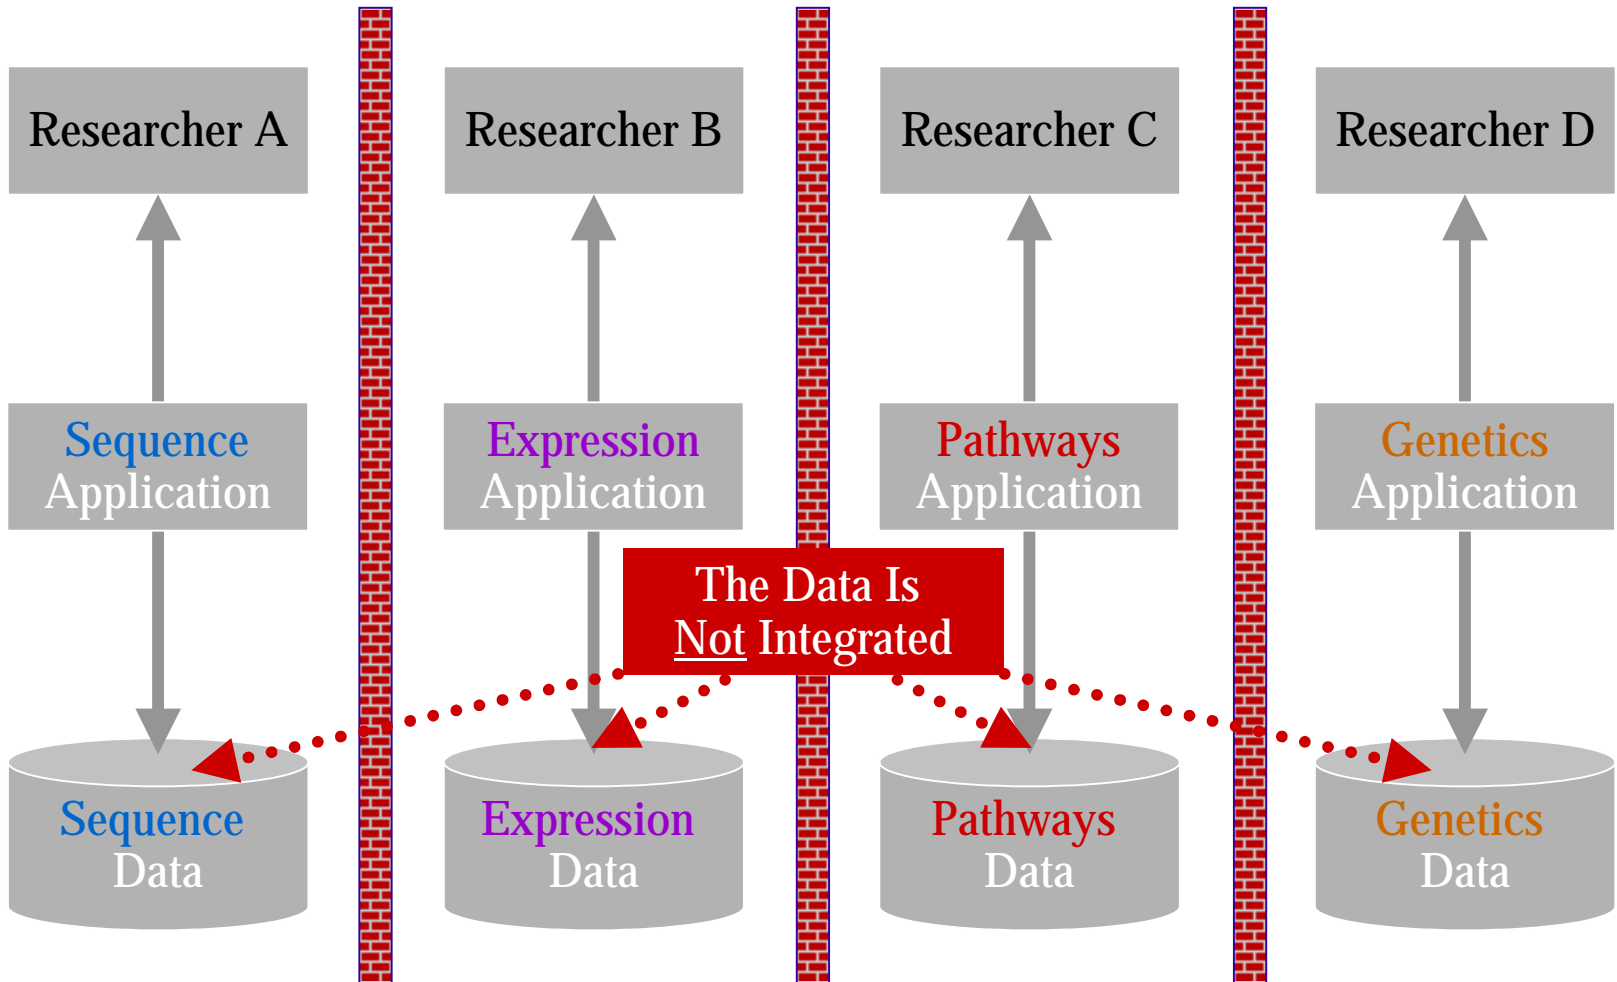 Researcher A
Researcher B
Researcher C
Researcher D
Sequence
Application
Expression
Application
Pathways
Application
Genetics
Application
The Data Is
Not Integrated
Sequence
Data
Expression
Data
Pathways
Data
Genetics
Data